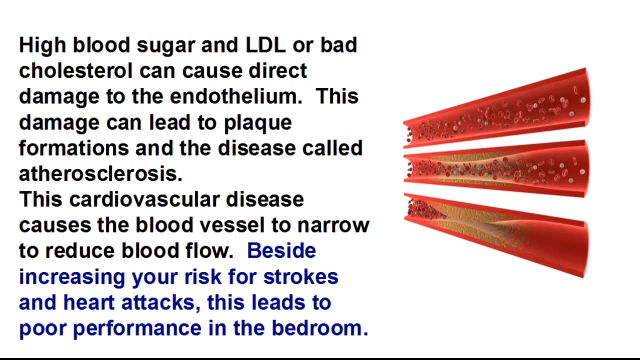 High blood sugar and LDL or bad
cholesterol can cause direct
damage to the endothelium.  This
damage can lead to plaque
formations and the disease called
atherosclerosis.
This cardiovascular disease
causes the blood vessel to narrow
to reduce blood flow.  Beside
increasing your risk for strokes
and heart attacks, this leads to
poor performance in the bedroom.